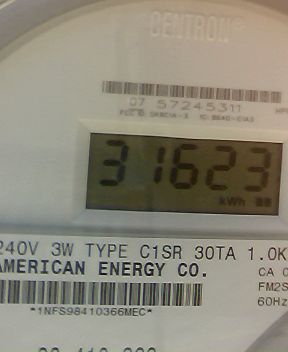 CENTRON®
07 57245311
31623
kWh
240V 3W TYPE C1SR 30TA 1.0K
AMERICAN ENERGY CO.
CA 0
FM2S
60Hz
*1NFS98410366MEC*